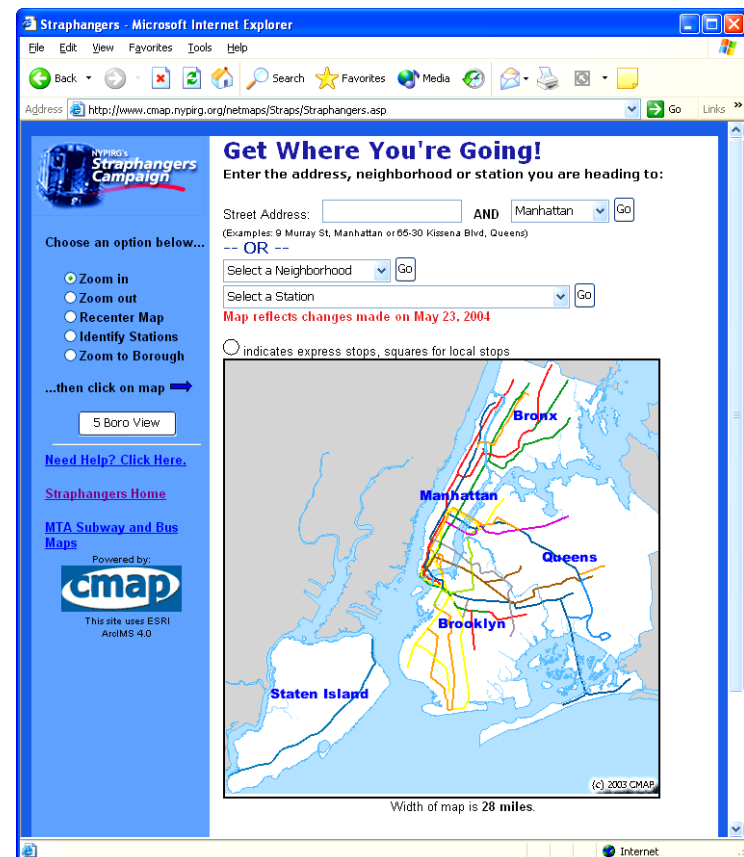 Straphangers - Microsoft Internet Explorer
File Edit View Favorites Tools Help
Back Search Favorites Media
Address http://www.cmap.nypirg.org/netmaps/Straps/Straphangers.asp Go Links »
NYPIRG's
Straphangers
Campaign
Choose an option below...
Zoom in
Zoom out
Recenter Map
Identify Stations
Zoom to Borough
...then click on map
5 Boro View
Need Help? Click Here.
Straphangers Home
MTA Subway and Bus
Maps
Powered by:
cmap
This site uses ESRI
ArcIMS 4.0
Get Where You're Going!
Enter the address, neighborhood or station you are heading to:
Street Address: AND Manhattan Go
(Examples: 9 Murray St, Manhattan or 65-30 Kissena Blvd, Queens)
-- OR --
Select a Neighborhood Go
Select a Station Go
Map reflects changes made on May 23, 2004
indicates express stops, squares for local stops
Bronx
Manhattan
Queens
Brooklyn
Staten Island
(c) 2003 CMAP
Width of map is 28 miles.
Internet